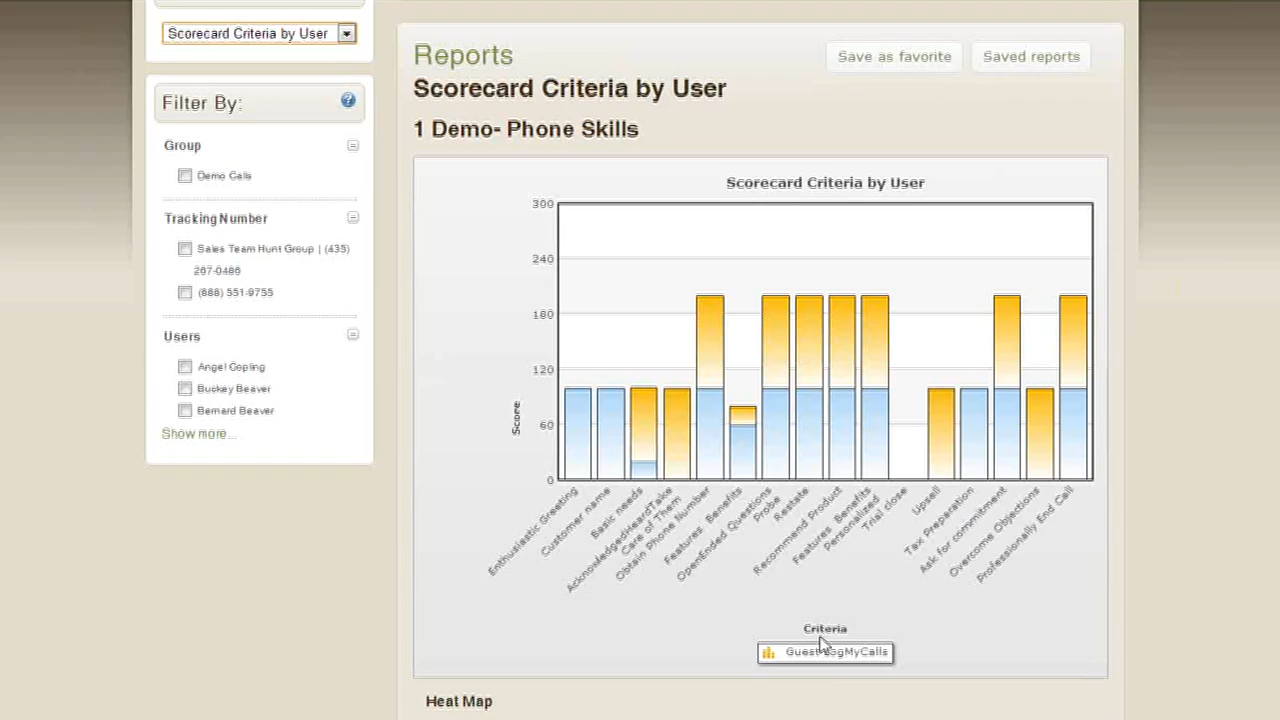 Scorecard Criteria by User
Filter By:
Group
Demo Calls
Tracking Number
Sales Team Hunt Group | (435)
267-0486
(888) 551-9755
Users
Angel Gopling
Buckey Beaver
Bernard Beaver
Show more...
Reports
Save as favorite
Saved reports
Scorecard Criteria by User
1 Demo- Phone Skills
Scorecard Criteria by User
300
240
180
120
60
0
Score
Enthusiastic Greeting
Customer name
Basic needs
AcknowledgedHeardTake
Care of Them
Obtain Phone Number
Features. Benefits
OpenEnded Questions
Probe
Restate
Recommend Product
Features. Benefits
Personalized
Trial close
Upsell
Tax Preparation
Ask for commitment
Overcome Objections
Professionally End Call
Criteria
Guest LogMyCalls
Heat Map